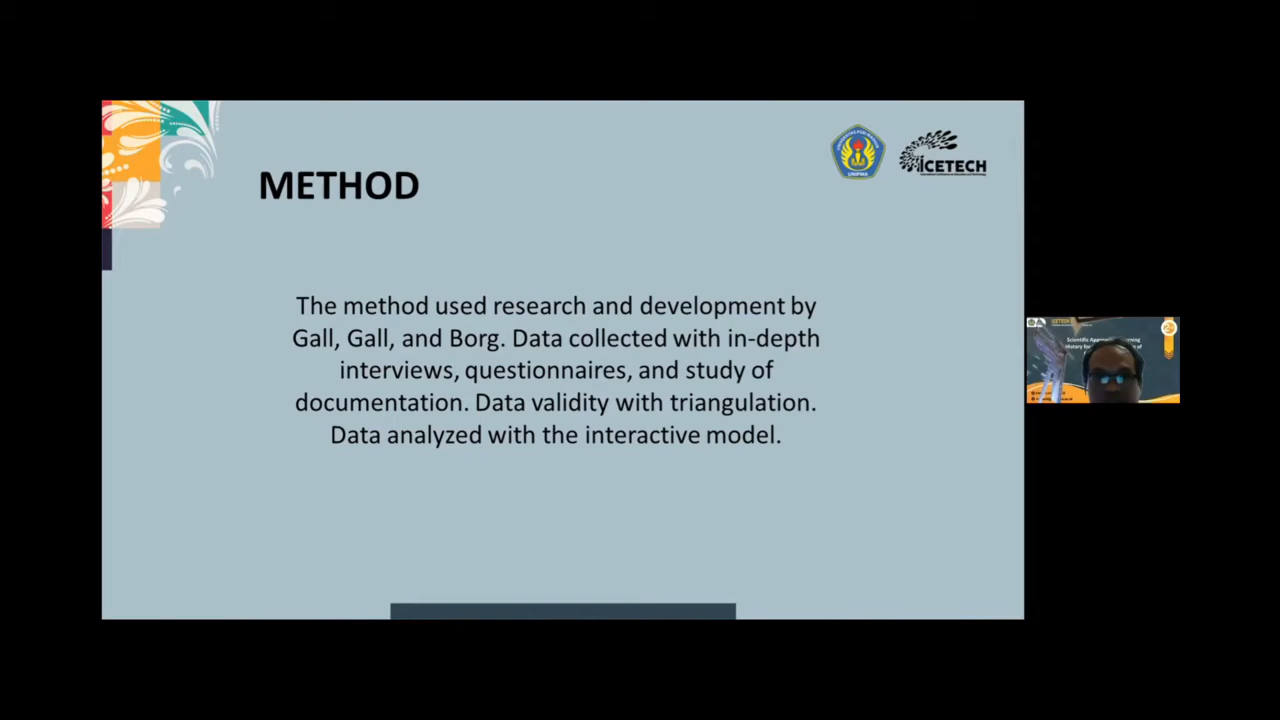 METHOD
ICETECH
The method used research and development by
Gall, Gall, and Borg. Data collected with in-depth
interviews, questionnaires, and study of
documentation. Data validity with triangulation.
Data analyzed with the interactive model.